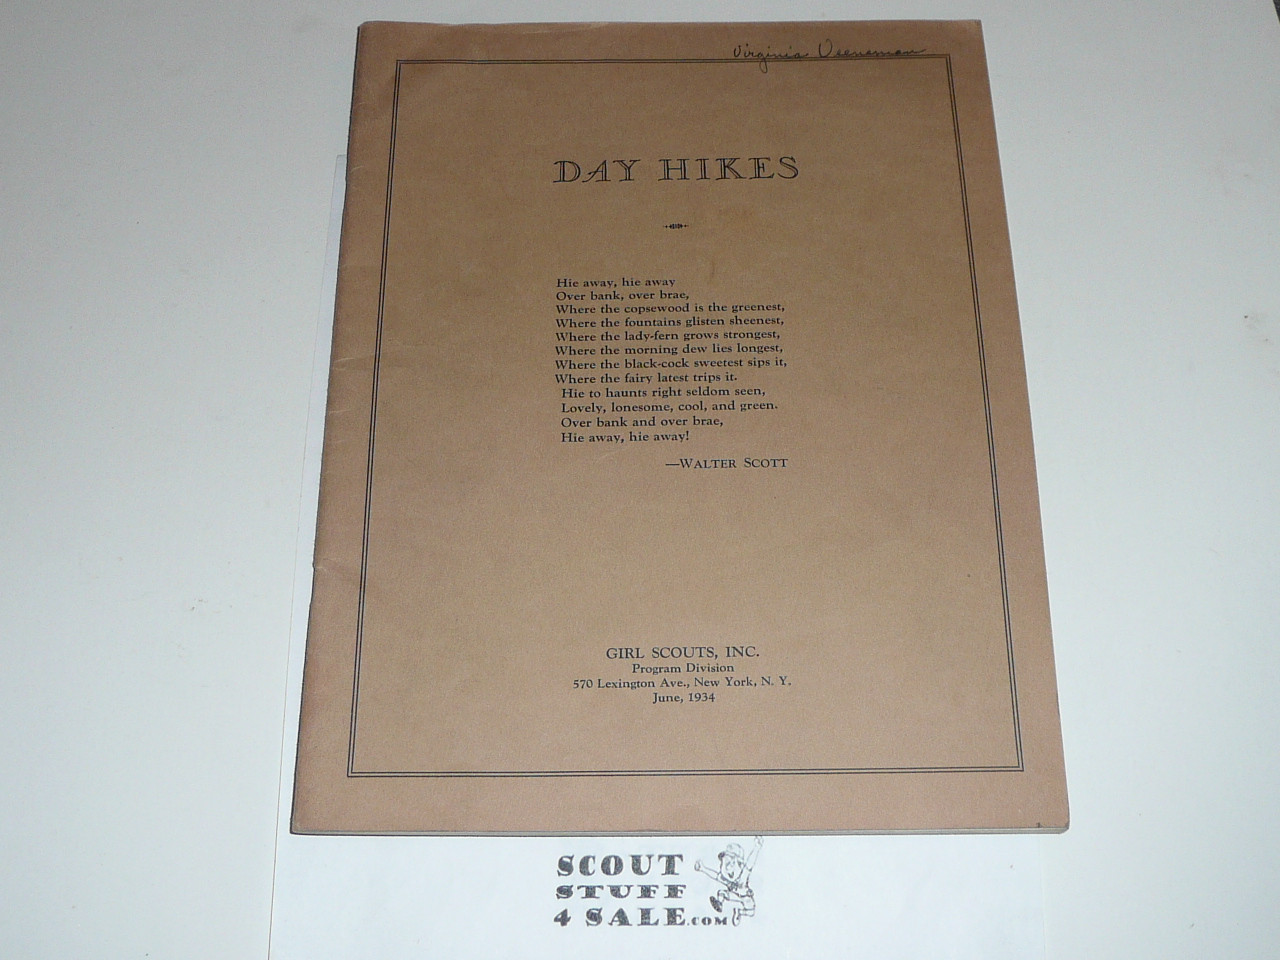 Virginia Veeneman
DAY HIKES
Hie away, hie away
Over bank, over brae,
Where the copsewood is the greenest,
Where the fountains glisten sheenest,
Where the lady-fern grows strongest,
Where the morning dew lies longest,
Where the black-cock sweetest sips it,
Where the fairy latest trips it.
Hie to haunts right seldom seen,
Lovely, lonesome, cool, and green.
Over bank and over brae,
Hie away, hie away!
—WALTER SCOTT
GIRL SCOUTS, INC.
Program Division
570 Lexington Ave., New York, N. Y.
June, 1934
SCOUT
STUFF
4 SALE.COM